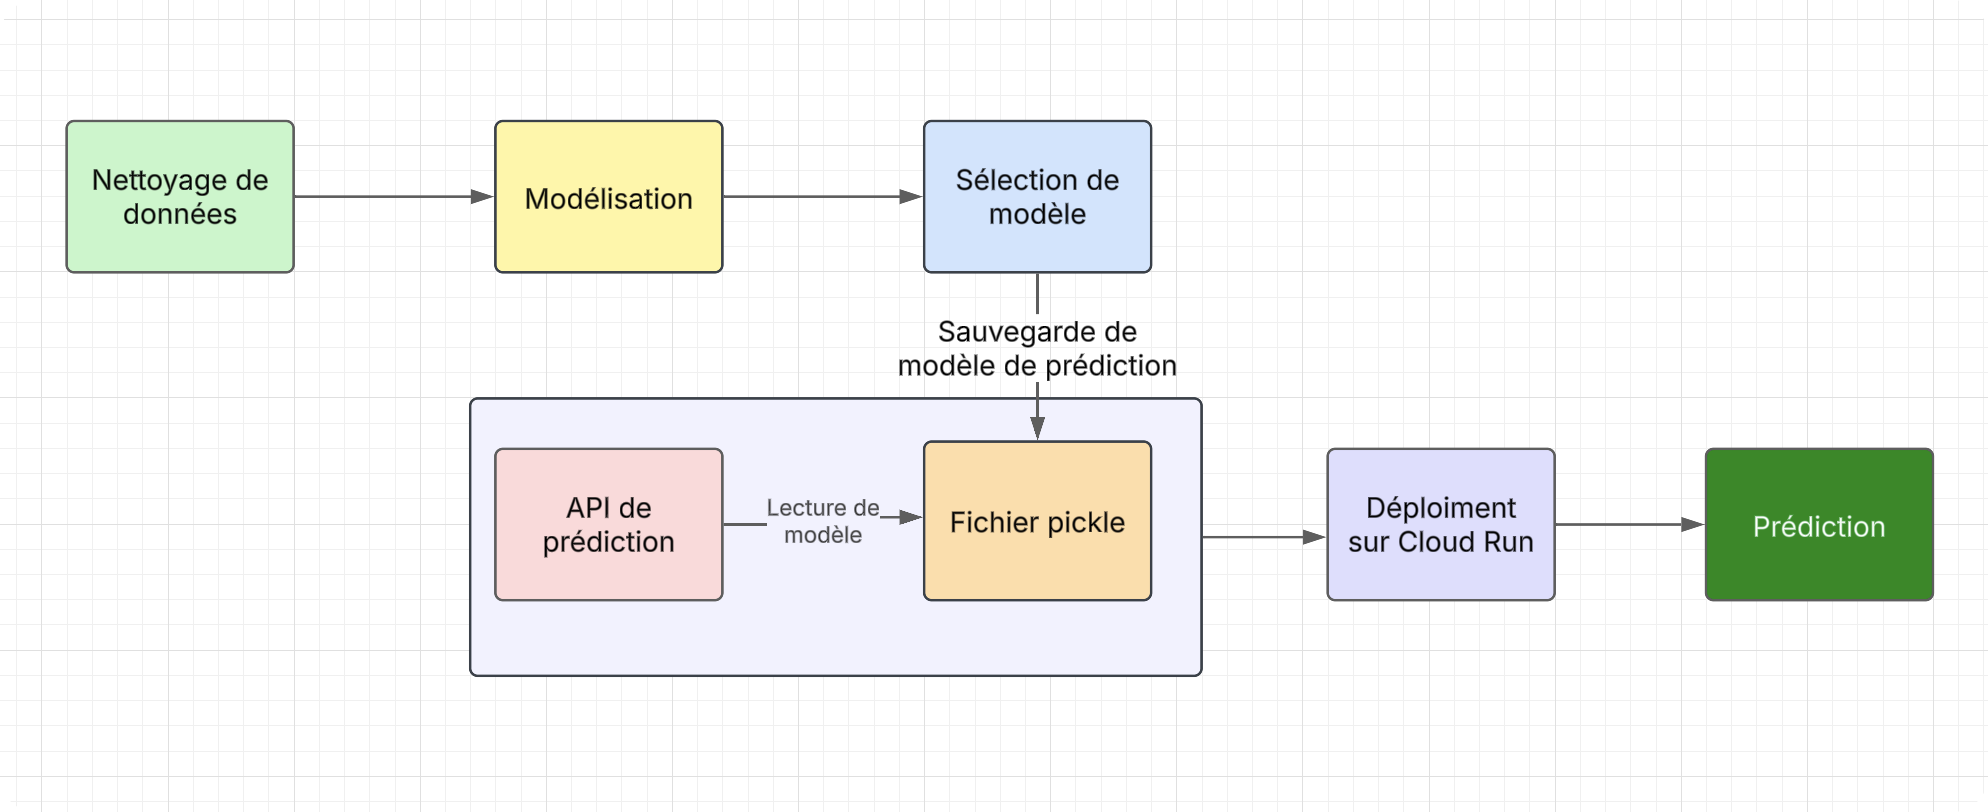 Nettoyage de
données
Modélisation
Sélection de
modèle
Sauvegarde de
modèle de prédiction
API de
prédiction
Lecture de
modèle
Fichier pickle
Déploiment
sur Cloud Run
Prédiction